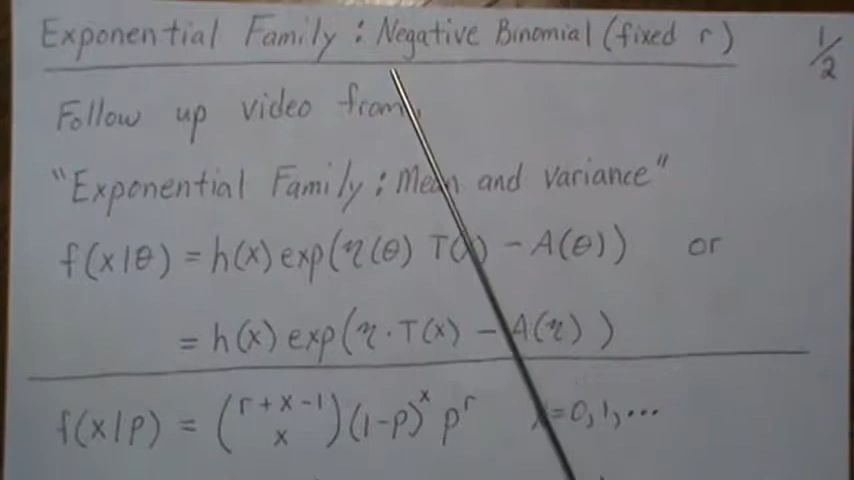 Exponential Family : Negative Binomial (fixed r) 1/2
Follow up video from,
"Exponential Family : Mean and variance"
f(x|θ) = h(x) exp(η(θ) T(x) − A(θ)) or
= h(x) exp(η · T(x) − A(η))
f(x|p) = (r+x−1 x)(1−p)^x p^r x=0,1,...